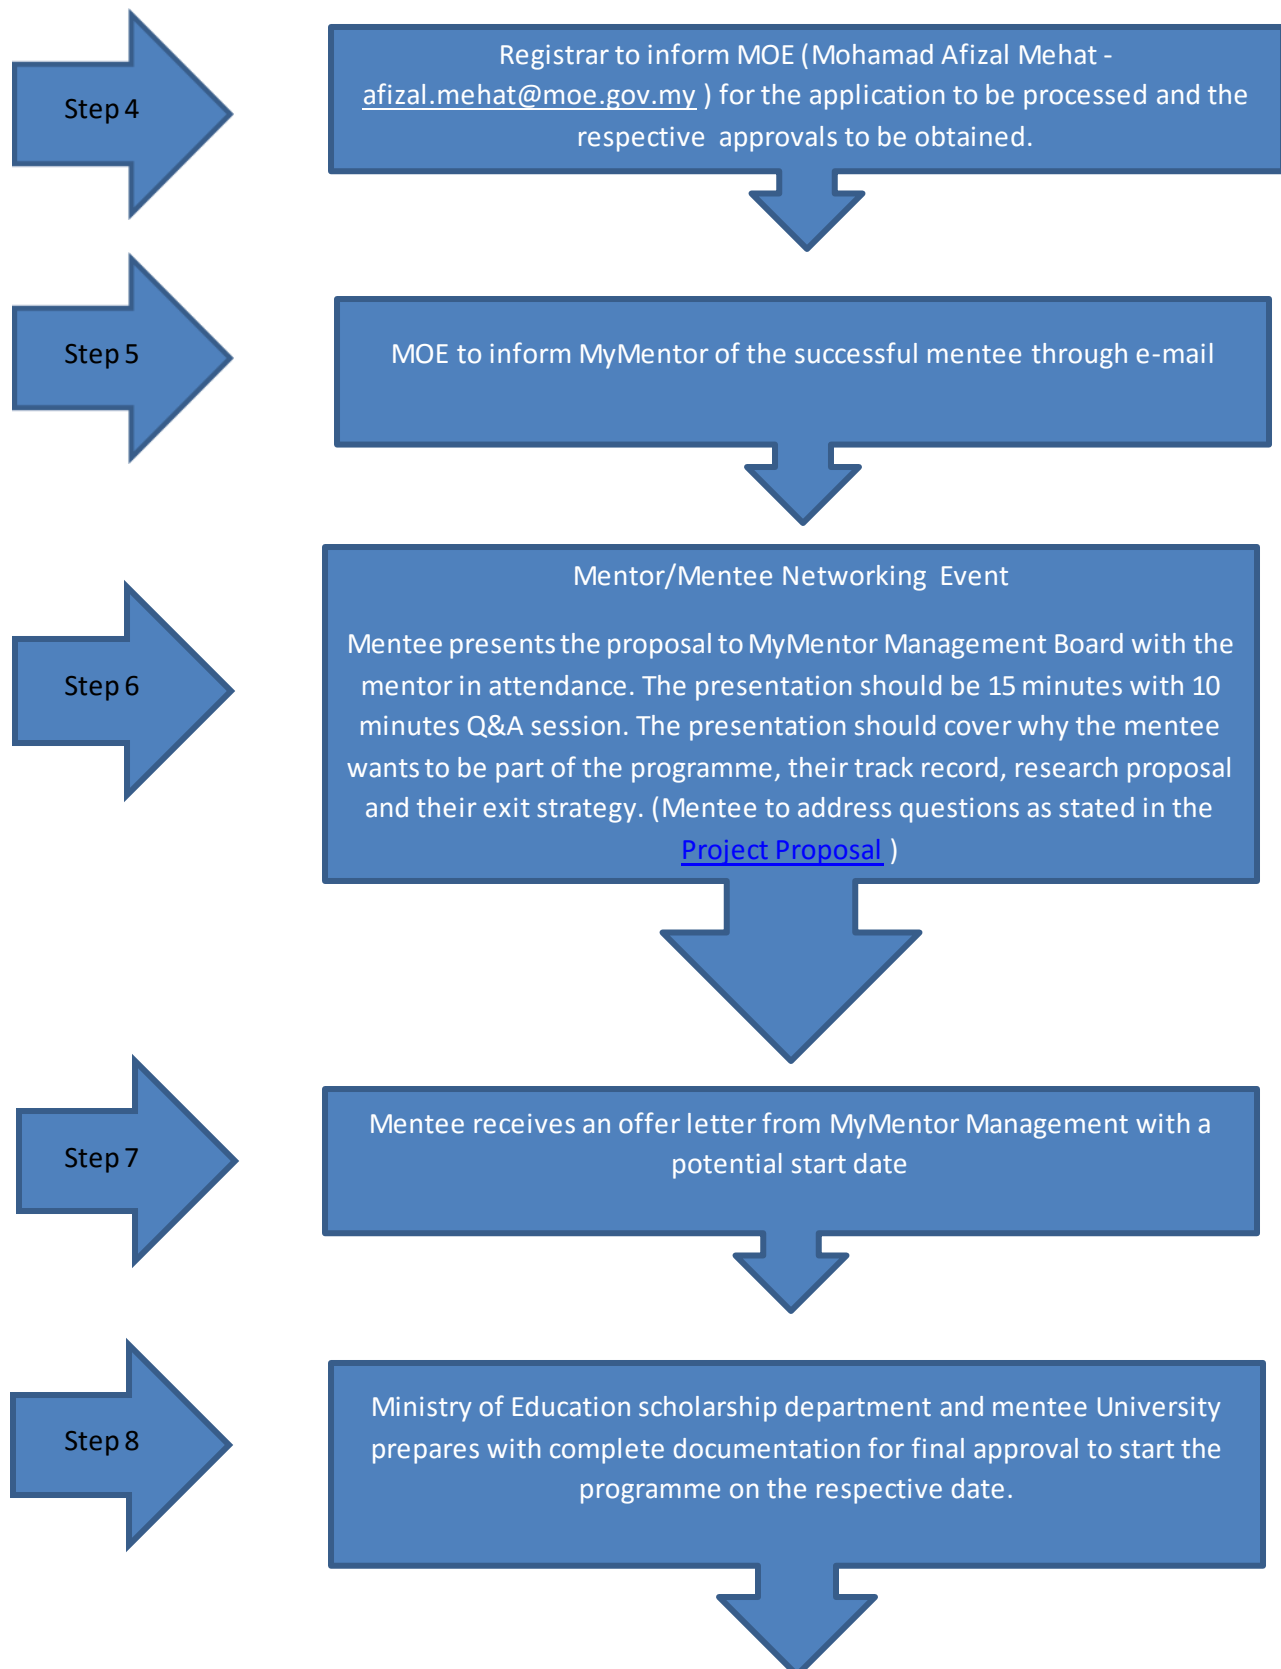 Step 4
Registrar to inform MOE (Mohamad Afizal Mehat -
afizal.mehat@moe.gov.my ) for the application to be processed and the
respective approvals to be obtained.
Step 5
MOE to inform MyMentor of the successful mentee through e-mail
Step 6
Mentor/Mentee Networking Event
Mentee presents the proposal to MyMentor Management Board with the
mentor in attendance. The presentation should be 15 minutes with 10
minutes Q&A session. The presentation should cover why the mentee
wants to be part of the programme, their track record, research proposal
and their exit strategy. (Mentee to address questions as stated in the
Project Proposal )
Step 7
Mentee receives an offer letter from MyMentor Management with a
potential start date
Step 8
Ministry of Education scholarship department and mentee University
prepares with complete documentation for final approval to start the
programme on the respective date.